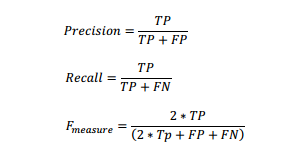 Precision = TP / TP + FP
Recall = TP / TP + FN
F_measure = 2 * TP / (2 * Tp + FP + FN)